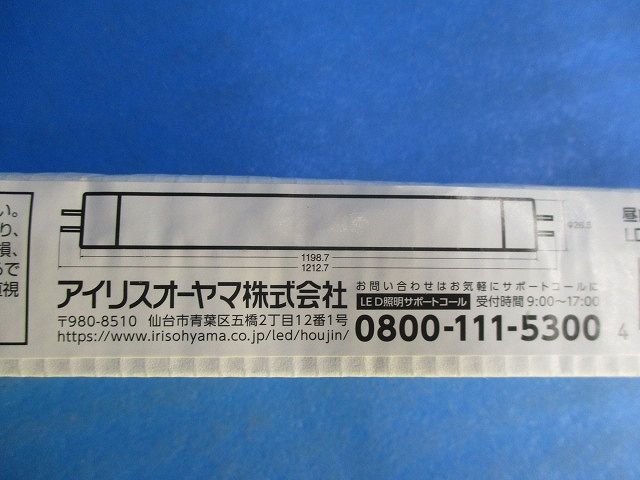 い。
り、
損、
るで
直視
1198.7
1212.7
Φ26.5
アイリスオーヤマ株式会社
〒980-8510 仙台市青葉区五橋2丁目12番1号
https://www.irisohyama.co.jp/led/houjin/
お問い合わせはお気軽にサポートコールに
LED照明サポートコール 受付時間 9:00〜17:00
0800-111-5300
昼
LD
4